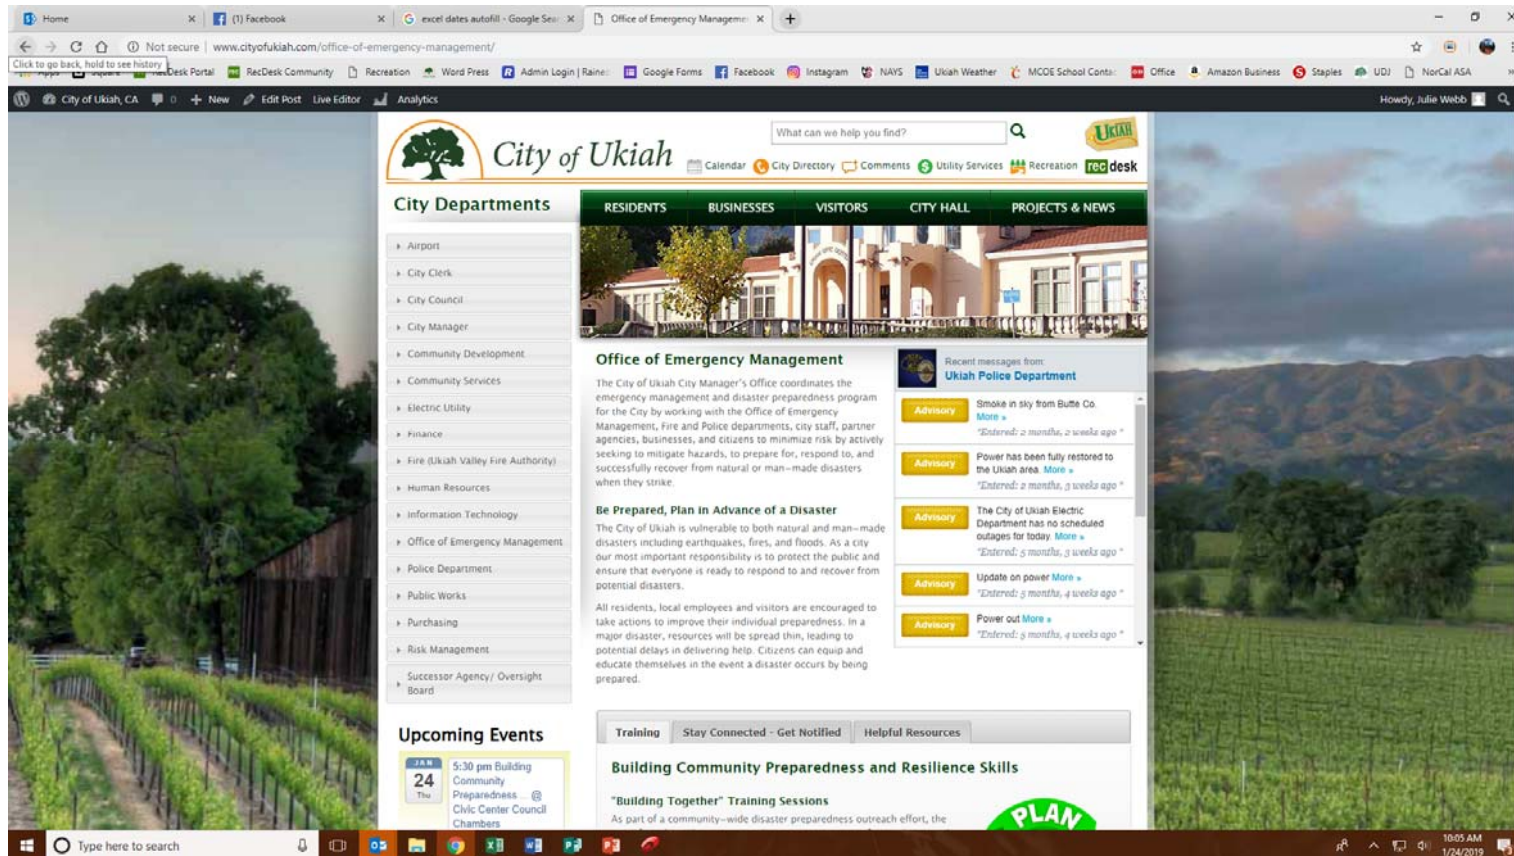 Home
(1) Facebook
excel dates autofill - Google Sear
Office of Emergency Managemen
Not secure | www.cityofukiah.com/office-of-emergency-management/
Click to go back, hold to see history
RecDesk Portal
RecDesk Community
Recreation
Word Press
Admin Login | Raine
Google Forms
Facebook
Instagram
NAYS
Ukiah Weather
MCOE School Contac
Office
Amazon Business
Staples
UDJ
NorCal ASA
City of Ukiah, CA
0
New
Edit Post
Live Editor
Analytics
Howdy, Julie Webb
City of Ukiah
What can we help you find?
UKIAH
Calendar
City Directory
Comments
Utility Services
Recreation
rec desk
City Departments
RESIDENTS
BUSINESSES
VISITORS
CITY HALL
PROJECTS & NEWS
Airport
City Clerk
City Council
City Manager
Community Development
Community Services
Electric Utility
Finance
Fire (Ukiah Valley Fire Authority)
Human Resources
Information Technology
Office of Emergency Management
Police Department
Public Works
Purchasing
Risk Management
Successor Agency/ Oversight
Board
Upcoming Events
JAN
24
Thu
5:30 pm Building
Community
Preparedness ... @
Civic Center Council
Chambers
Office of Emergency Management
The City of Ukiah City Manager's Office coordinates the
emergency management and disaster preparedness program
for the City by working with the Office of Emergency
Management, Fire and Police departments, city staff, partner
agencies, businesses, and citizens to minimize risk by actively
seeking to mitigate hazards, to prepare for, respond to, and
successfully recover from natural or man-made disasters
when they strike.
Be Prepared, Plan in Advance of a Disaster
The City of Ukiah is vulnerable to both natural and man-made
disasters including earthquakes, fires, and floods. As a city
our most important responsibility is to protect the public and
ensure that everyone is ready to respond to and recover from
potential disasters.
All residents, local employees and visitors are encouraged to
take actions to improve their individual preparedness. In a
major disaster, resources will be spread thin, leading to
potential delays in delivering help. Citizens can equip and
educate themselves in the event a disaster occurs by being
prepared.
Recent messages from:
Ukiah Police Department
Advisory
Smoke in sky from Butte Co.
More »
"Entered: 2 months, 2 weeks ago "
Advisory
Power has been fully restored to
the Ukiah area. More »
"Entered: 2 months, 3 weeks ago "
Advisory
The City of Ukiah Electric
Department has no scheduled
outages for today. More »
"Entered: 5 months, 3 weeks ago "
Advisory
Update on power More »
"Entered: 5 months, 4 weeks ago "
Advisory
Power out More »
"Entered: 5 months, 4 weeks ago "
Training
Stay Connected - Get Notified
Helpful Resources
Building Community Preparedness and Resilience Skills
"Building Together" Training Sessions
As part of a community-wide disaster preparedness outreach effort, the
PLAN
Type here to search
10:05 AM
1/24/2019